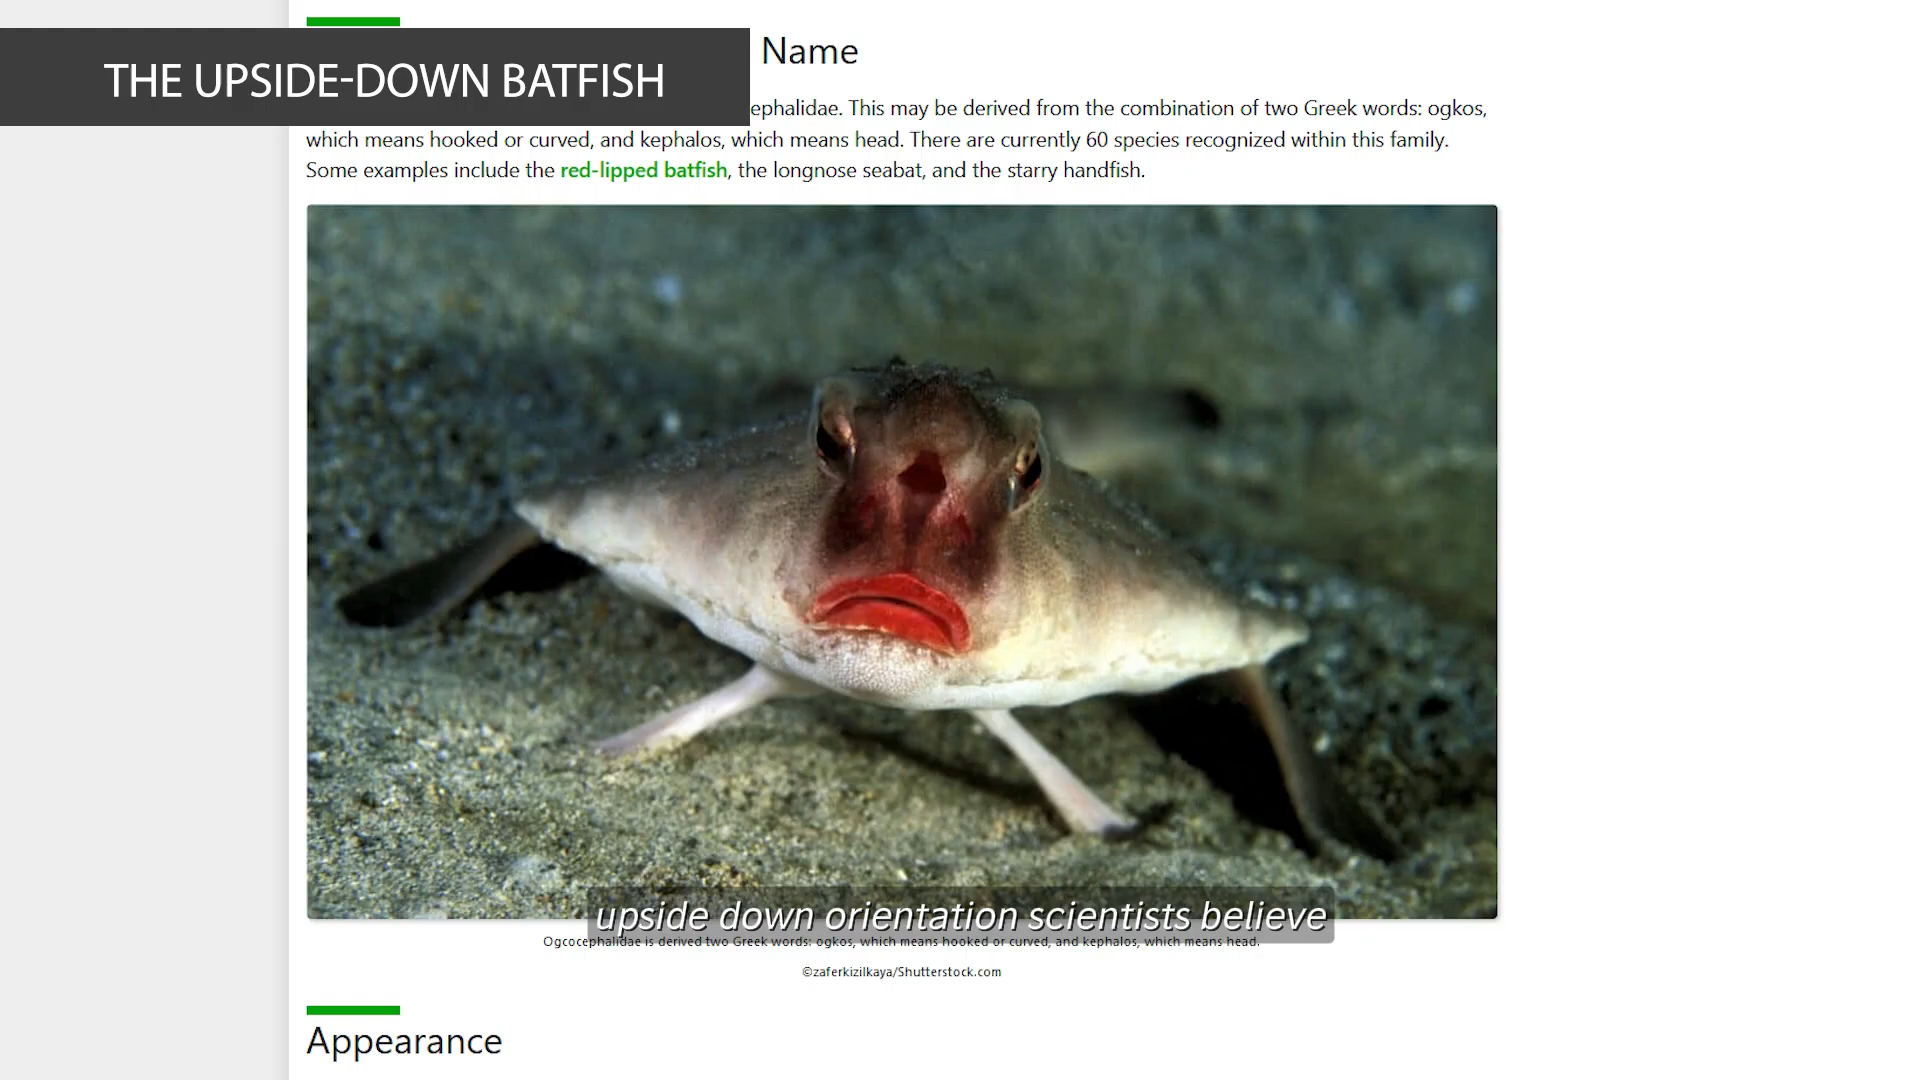 THE UPSIDE-DOWN BATFISH
Name
ephalidae. This may be derived from the combination of two Greek words: ogkos,
which means hooked or curved, and kephalos, which means head. There are currently 60 species recognized within this family.
Some examples include the red-lipped batfish, the longnose seabat, and the starry handfish.
upside down orientation scientists believe
Ogcocephalidae is derived two Greek words: ogkos, which means hooked or curved, and kephalos, which means head.
©zaferkizilkaya/Shutterstock.com
Appearance